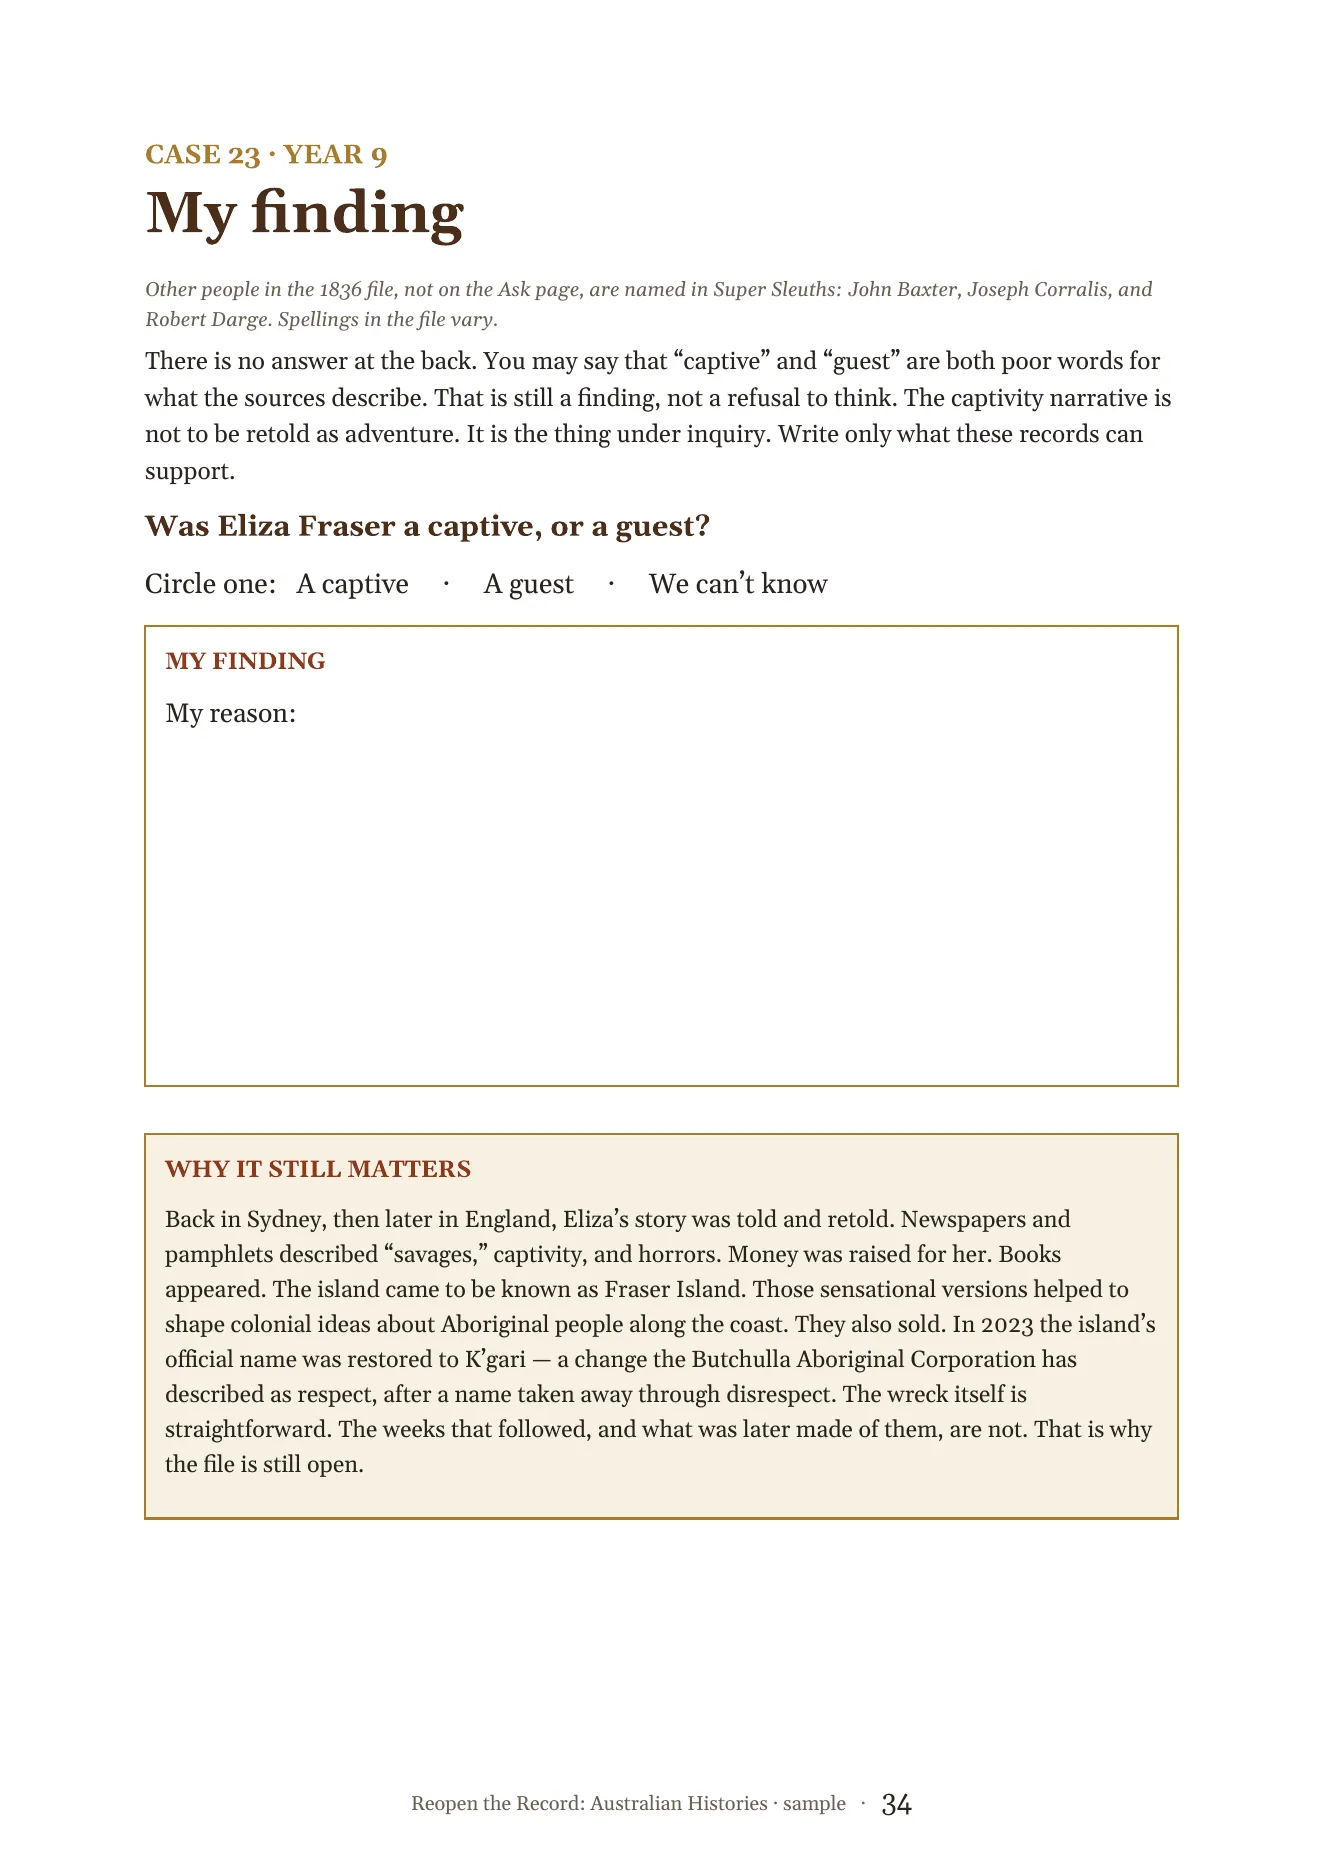 CASE 23 · YEAR 9
My finding
Other people in the 1836 file, not on the Ask page, are named in Super Sleuths: John Baxter, Joseph Corralis, and
Robert Darge. Spellings in the file vary.
There is no answer at the back. You may say that “captive” and “guest” are both poor words for
what the sources describe. That is still a finding, not a refusal to think. The captivity narrative is
not to be retold as adventure. It is the thing under inquiry. Write only what these records can
support.
Was Eliza Fraser a captive, or a guest?
Circle one: A captive · A guest · We can’t know
MY FINDING
My reason:
WHY IT STILL MATTERS
Back in Sydney, then later in England, Eliza’s story was told and retold. Newspapers and
pamphlets described “savages,” captivity, and horrors. Money was raised for her. Books
appeared. The island came to be known as Fraser Island. Those sensational versions helped to
shape colonial ideas about Aboriginal people along the coast. They also sold. In 2023 the island’s
official name was restored to K’gari — a change the Butchulla Aboriginal Corporation has
described as respect, after a name taken away through disrespect. The wreck itself is
straightforward. The weeks that followed, and what was later made of them, are not. That is why
the file is still open.
Reopen the Record: Australian Histories · sample · 34